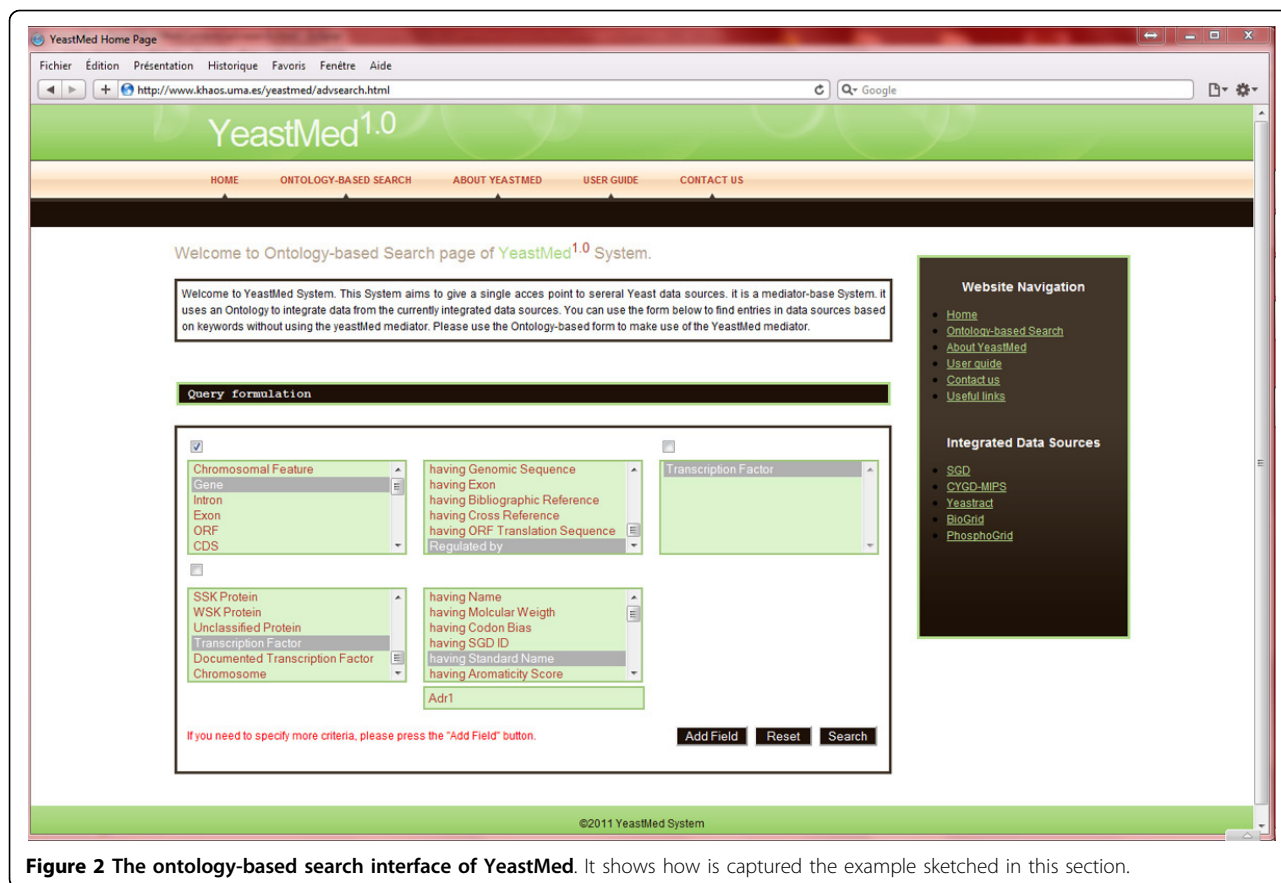 YeastMed Home Page
Fichier Édition Présentation Historique Favoris Fenêtre Aide
http://www.khaos.uma.es/yeastmed/advsearch.html
Google
YeastMed1.0
HOME ONTOLOGY-BASED SEARCH ABOUT YEASTMED USER GUIDE CONTACT US
Welcome to Ontology-based Search page of YeastMed1.0 System.
Welcome to YeastMed System. This System aims to give a single acces point to sereral Yeast data sources. it is a mediator-base System. it
uses an Ontology to integrate data from the currently integrated data sources. You can use the form below to find entries in data sources based
on keywords without using the yeastMed mediator. Please use the Ontology-based form to make use of the YeastMed mediator.
Query formulation
Chromosomal Feature
Gene
Intron
Exon
ORF
CDS
having Genomic Sequence
having Exon
having Bibliographic Reference
having Cross Reference
having ORF Translation Sequence
Regulated by
Transcription Factor
SSK Protein
WSK Protein
Unclassified Protein
Transcription Factor
Documented Transcription Factor
Chromosome
having Name
having Molcular Weigth
having Codon Bias
having SGD ID
having Standard Name
having Aromaticity Score
Adr1
If you need to specify more criteria, please press the "Add Field" button.
Add Field Reset Search
Website Navigation
Home
Ontology-based Search
About YeastMed
User guide
Contact us
Useful links
Integrated Data Sources
SGD
CYGD-MIPS
Yeastract
BioGrid
PhosphoGrid
©2011 YeastMed System
Figure 2 The ontology-based search interface of YeastMed. It shows how is captured the example sketched in this section.